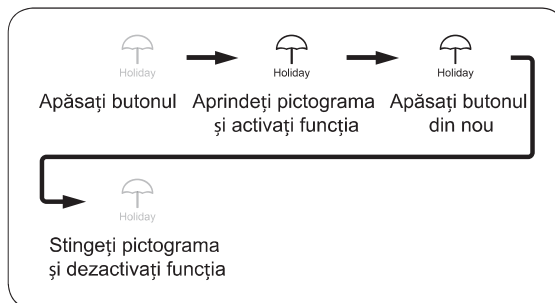 Holiday
Holiday
Holiday
Apăsați butonul
Aprindeți pictograma
și activați funcția
Apăsați butonul
din nou
Holiday
Stingeți pictograma
și dezactivați funcția